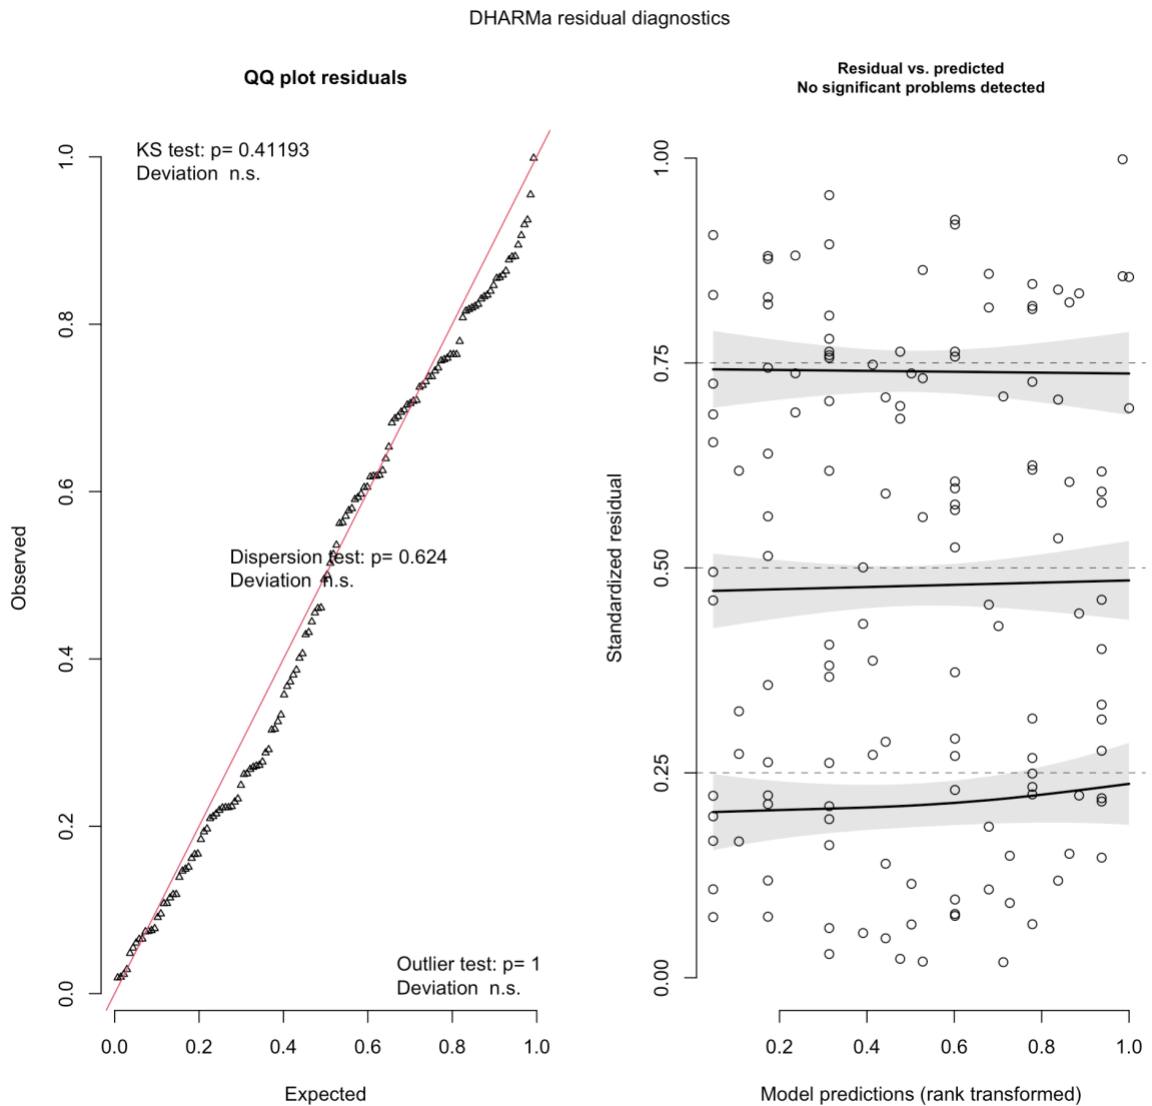 DHARMa residual diagnostics
QQ plot residuals
KS test: p= 0.41193
Deviation  n.s.
Dispersion test: p= 0.624
Deviation  n.s.
Outlier test: p= 1
Deviation  n.s.
Observed
1.0
0.8
0.6
0.4
0.2
0.0
0.0 0.2 0.4 0.6 0.8 1.0
Expected
Residual vs. predicted
No significant problems detected
Standardized residual
1.00
0.75
0.50
0.25
0.00
0.2 0.4 0.6 0.8 1.0
Model predictions (rank transformed)